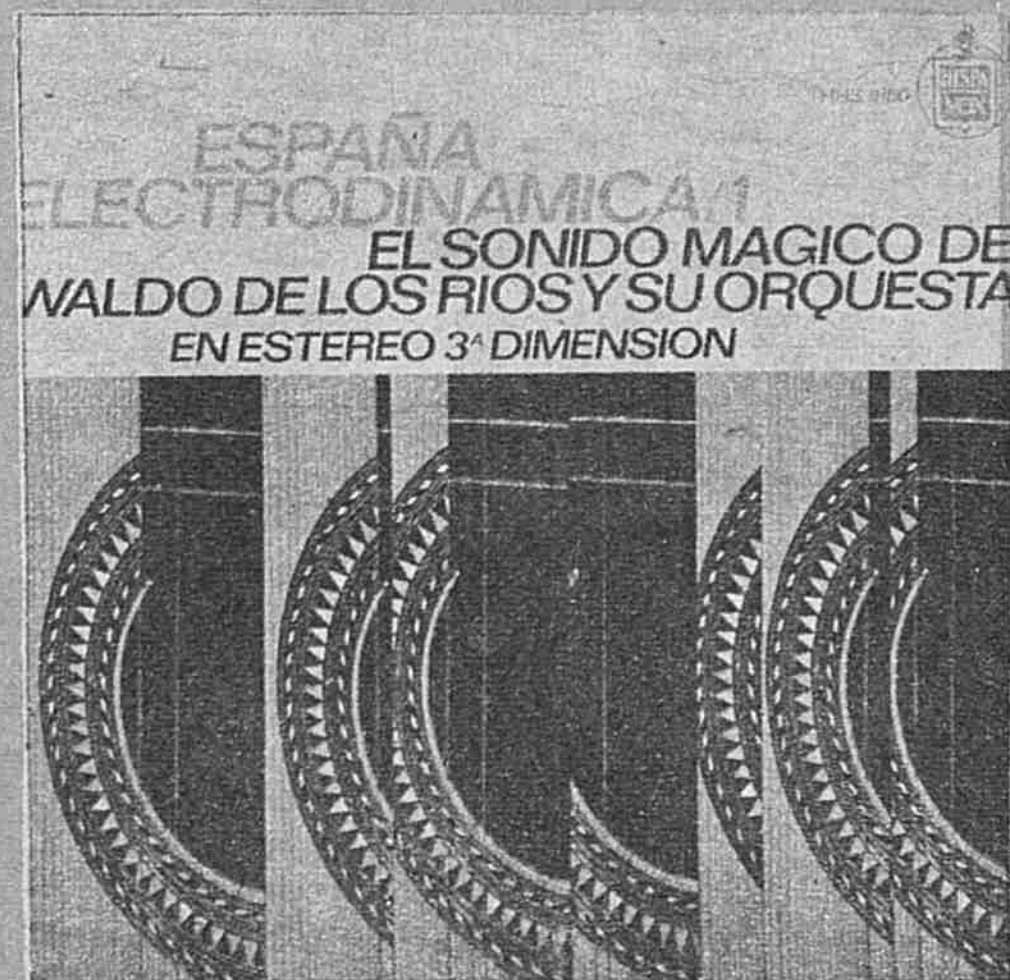 ESPAÑA
ELECTRODINAMICA/1
EL SONIDO MAGICO DE
WALDO DE LOS RIOS Y SU ORQUESTA
EN ESTEREO 3ª DIMENSION